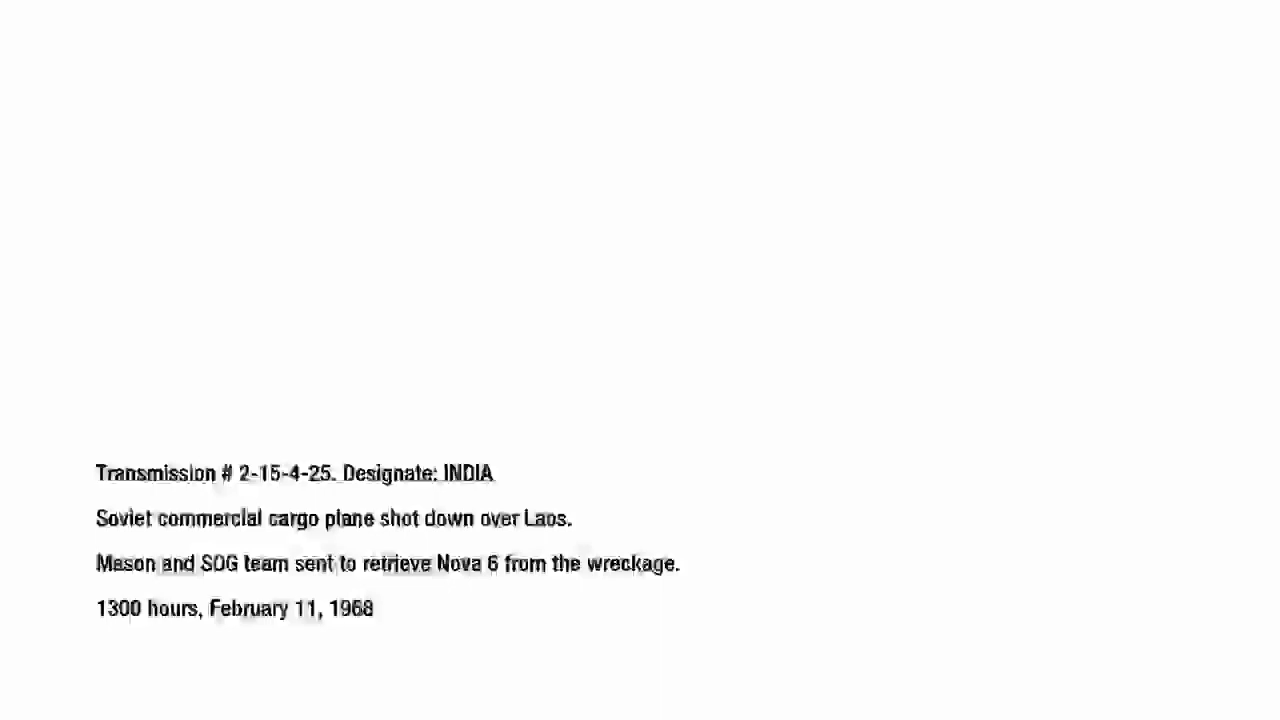 Transmission # 2-15-4-25. Designate: INDIA
Soviet commercial cargo plane shot down over Laos.
Mason and SOG team sent to retrieve Nova 6 from the wreckage.
1300 hours, February 11, 1968